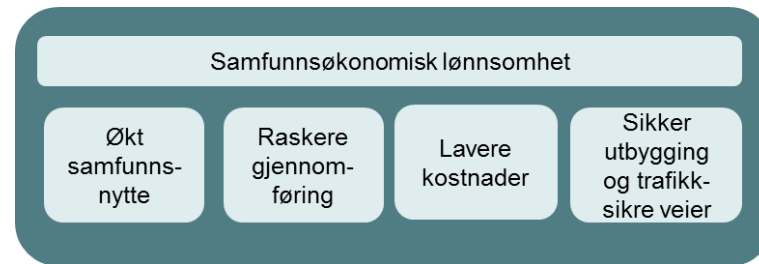 Samfunnsøkonomisk lønnsomhet
Økt
samfunns-
nytte
Raskere
gjennom-
føring
Lavere
kostnader
Sikker
utbygging
og trafikk-
sikre veier